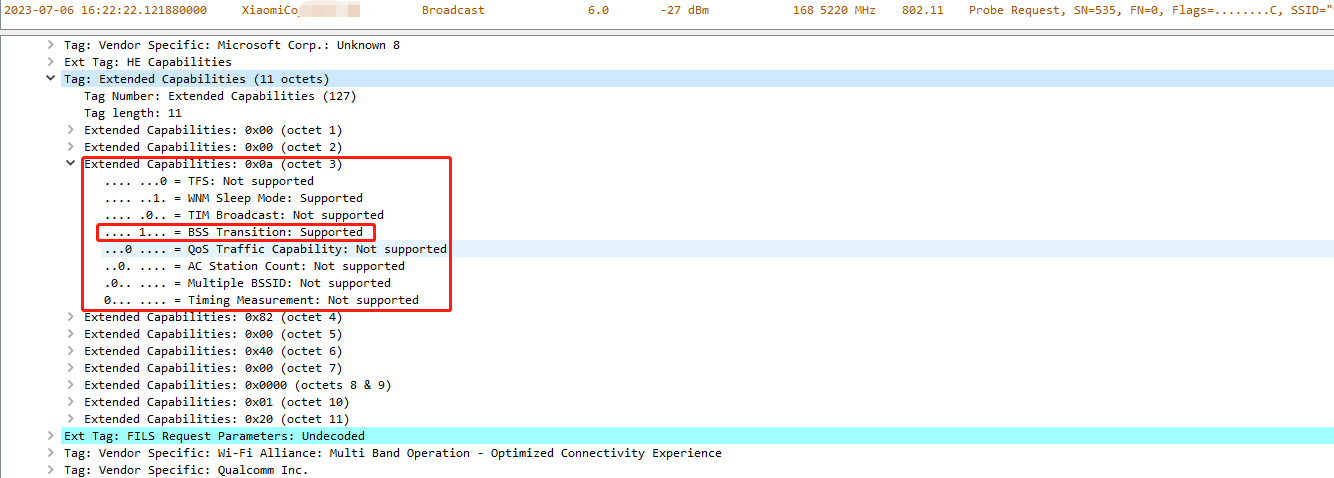 2023-07-06 16:22:22.121880000 XiaomiCo Broadcast 6.0 -27 dBm 168 5220 MHz 802.11 Probe Request, SN=535, FN=0, Flags=........C, SSID="
Tag: Vendor Specific: Microsoft Corp.: Unknown 8
Ext Tag: HE Capabilities
Tag: Extended Capabilities (11 octets)
Tag Number: Extended Capabilities (127)
Tag length: 11
Extended Capabilities: 0x00 (octet 1)
Extended Capabilities: 0x00 (octet 2)
Extended Capabilities: 0x0a (octet 3)
.... ...0 = TFS: Not supported
.... ..1. = WNM Sleep Mode: Supported
.... .0.. = TIM Broadcast: Not supported
.... 1... = BSS Transition: Supported
...0 .... = QoS Traffic Capability: Not supported
..0. .... = AC Station Count: Not supported
.0.. .... = Multiple BSSID: Not supported
0... .... = Timing Measurement: Not supported
Extended Capabilities: 0x82 (octet 4)
Extended Capabilities: 0x00 (octet 5)
Extended Capabilities: 0x40 (octet 6)
Extended Capabilities: 0x00 (octet 7)
Extended Capabilities: 0x0000 (octets 8 & 9)
Extended Capabilities: 0x01 (octet 10)
Extended Capabilities: 0x20 (octet 11)
Ext Tag: FILS Request Parameters: Undecoded
Tag: Vendor Specific: Wi-Fi Alliance: Multi Band Operation - Optimized Connectivity Experience
Tag: Vendor Specific: Qualcomm Inc.